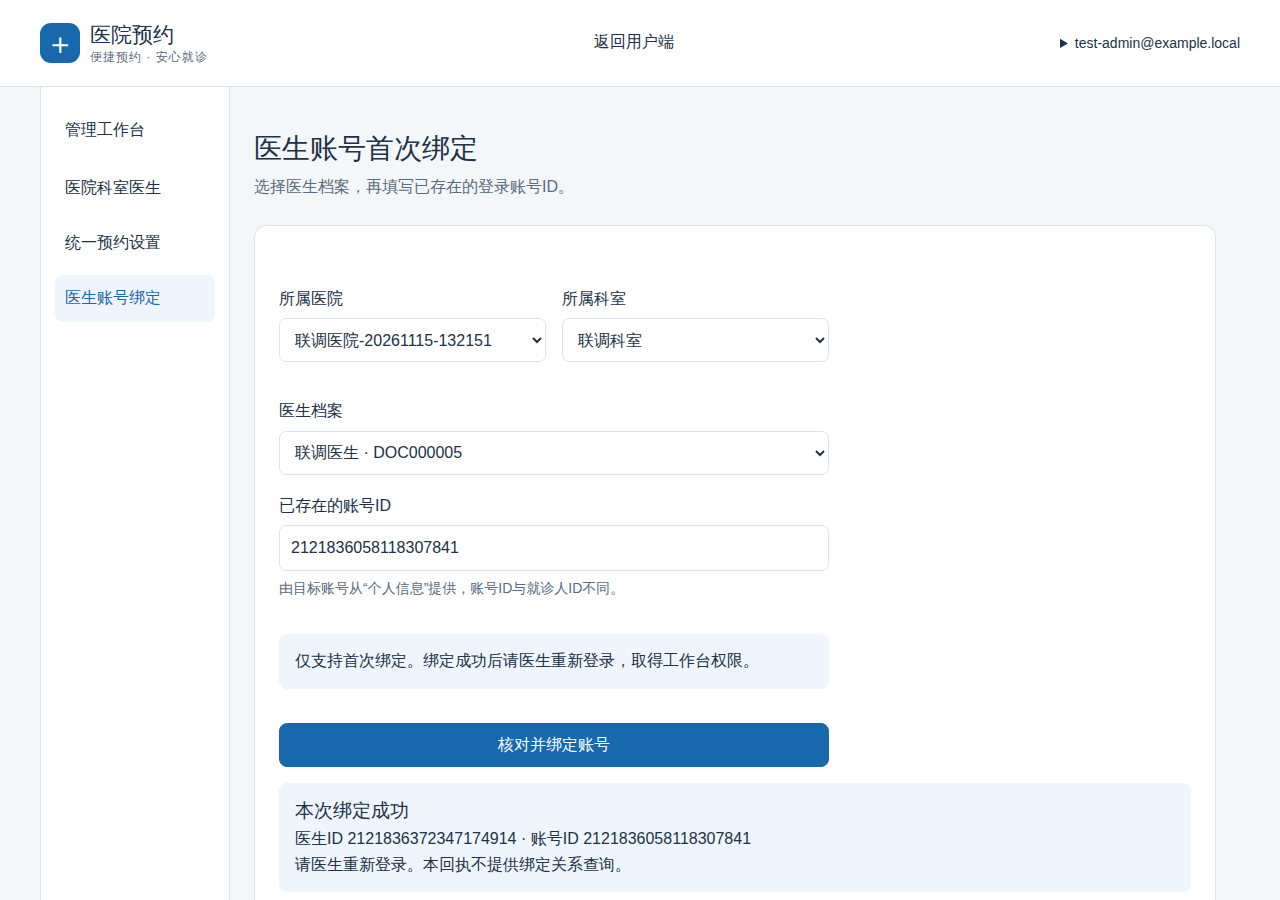 医院预约
便捷预约 · 安心就诊
返回用户端
▶ test-admin@example.local
管理工作台
医院科室医生
统一预约设置
医生账号绑定
医生账号首次绑定
选择医生档案，再填写已存在的登录账号ID。
所属医院
所属科室
联调医院-20261115-132151
联调科室
医生档案
联调医生 · DOC000005
已存在的账号ID
2121836058118307841
由目标账号从“个人信息”提供，账号ID与就诊人ID不同。
仅支持首次绑定。绑定成功后请医生重新登录，取得工作台权限。
核对并绑定账号
本次绑定成功
医生ID 2121836372347174914 · 账号ID 2121836058118307841
请医生重新登录。本回执不提供绑定关系查询。